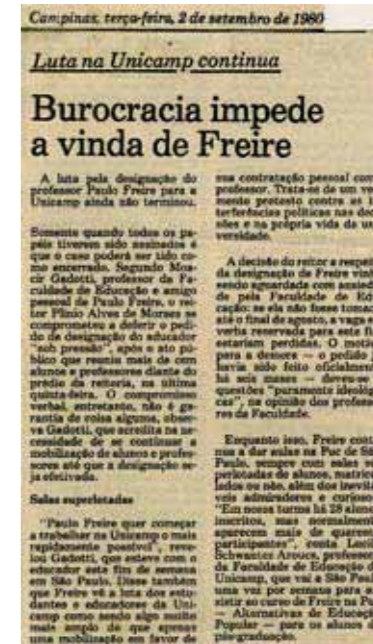 Campinas, terça-feira, 2 de setembro de 1980
Luta na Unicamp continua
Burocracia impede
a vinda de Freire
A luta pela designação do
professor Paulo Freire para a
Unicamp ainda não terminou.
Somente quando todos os pa-
péis tiverem sido assinados é
que o caso poderá ser tido co-
mo encerrado. Segundo Moa-
cir Gadotti, professor da Fa-
culdade de Educação e amigo
pessoal de Paulo Freire, o rei-
tor Plínio Alves de Moraes se
comprometeu a deferir o pedi-
do de designação do educador
"sob pressão", após o ato pú-
blico que reuniu mais de cem
alunos e professores diante do
prédio da reitoria, na última
quinta-feira. O compromisso
verbal, entretanto, não é ga-
rantia de coisa alguma, obser-
va Gadotti, que acredita na ne-
cessidade de se continuar a
mobilização de alunos e profes-
sores até que a designação se-
ja efetivada.
Salas superlotadas
"Paulo Freire quer começar
a trabalhar na Unicamp o mais
rapidamente possível", reve-
lou Gadotti, que esteve com o
educador este fim de semana
em São Paulo. Disse também
que Freire vê a luta dos estu-
dantes e educadores da Uni-
camp como sendo algo muito
mais amplo do que apenas
uma mobilização em favor de
sua contratação pessoal com
professor. Trata-se de um ve
mento protesto contra as i
terferências políticas nas dec
sões e na própria vida da un
versidade.
A decisão do reitor a respei
da designação de Freire vinh
sendo aguardada com ansied
de pela Faculdade de Ed
cação: se ela não fosse tomad
até o final de agosto, a vaga e
verba reservada para este fi
estariam perdidas. O motiv
para a demora — o pedido j
havia sido feito oficialmen
há seis meses — deveu-se
questões "puramente ideológ
cas", na opinião dos professo
res da Faculdade.
Enquanto isso, Freire conti
nua a dar aulas na Puc de Sã
Paulo, sempre com salas su
perlotadas de alunos, matricu
lados ou não, além dos inevitá
veis admiradores e curioso
"Em nossa turma há 28 aluno
inscritos, mas normalment
aparecem mais de quaren
participantes", conta Lucil
Schwantes Arouca, professor
da Faculdade de Educação d
Unicamp, que vai a São Paul
uma vez por semana para a
sistir ao curso de Freire na Pu
— Alternativas de Educaçã
Popular — para os alunos d
pós-graduação.